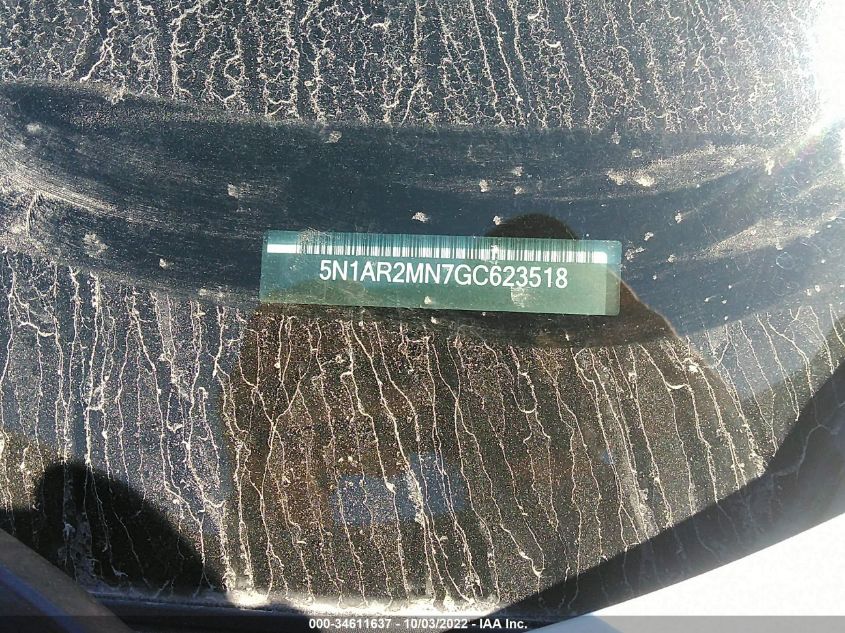 5N1AR2MN7GC623518
000-34611637 - 10/03/2022 - IAA Inc.